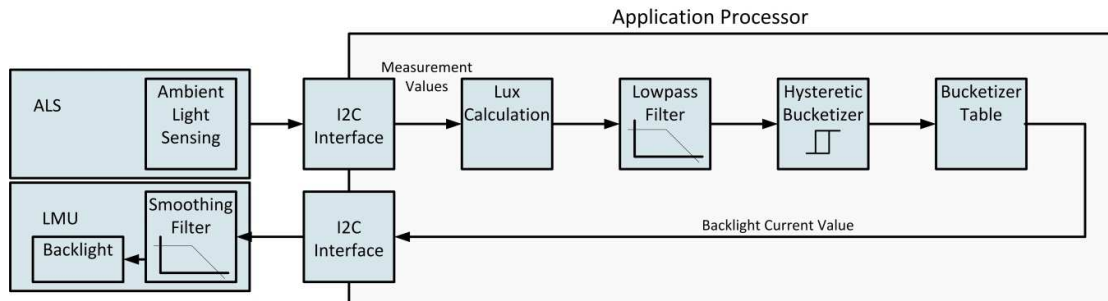 Application Processor
ALS
Ambient
Light
Sensing
I2C
Interface
Measurement
Values
Lux
Calculation
Lowpass
Filter
Hysteretic
Bucketizer
Bucketizer
Table
LMU
Backlight
Smoothing
Filter
I2C
Interface
Backlight Current Value